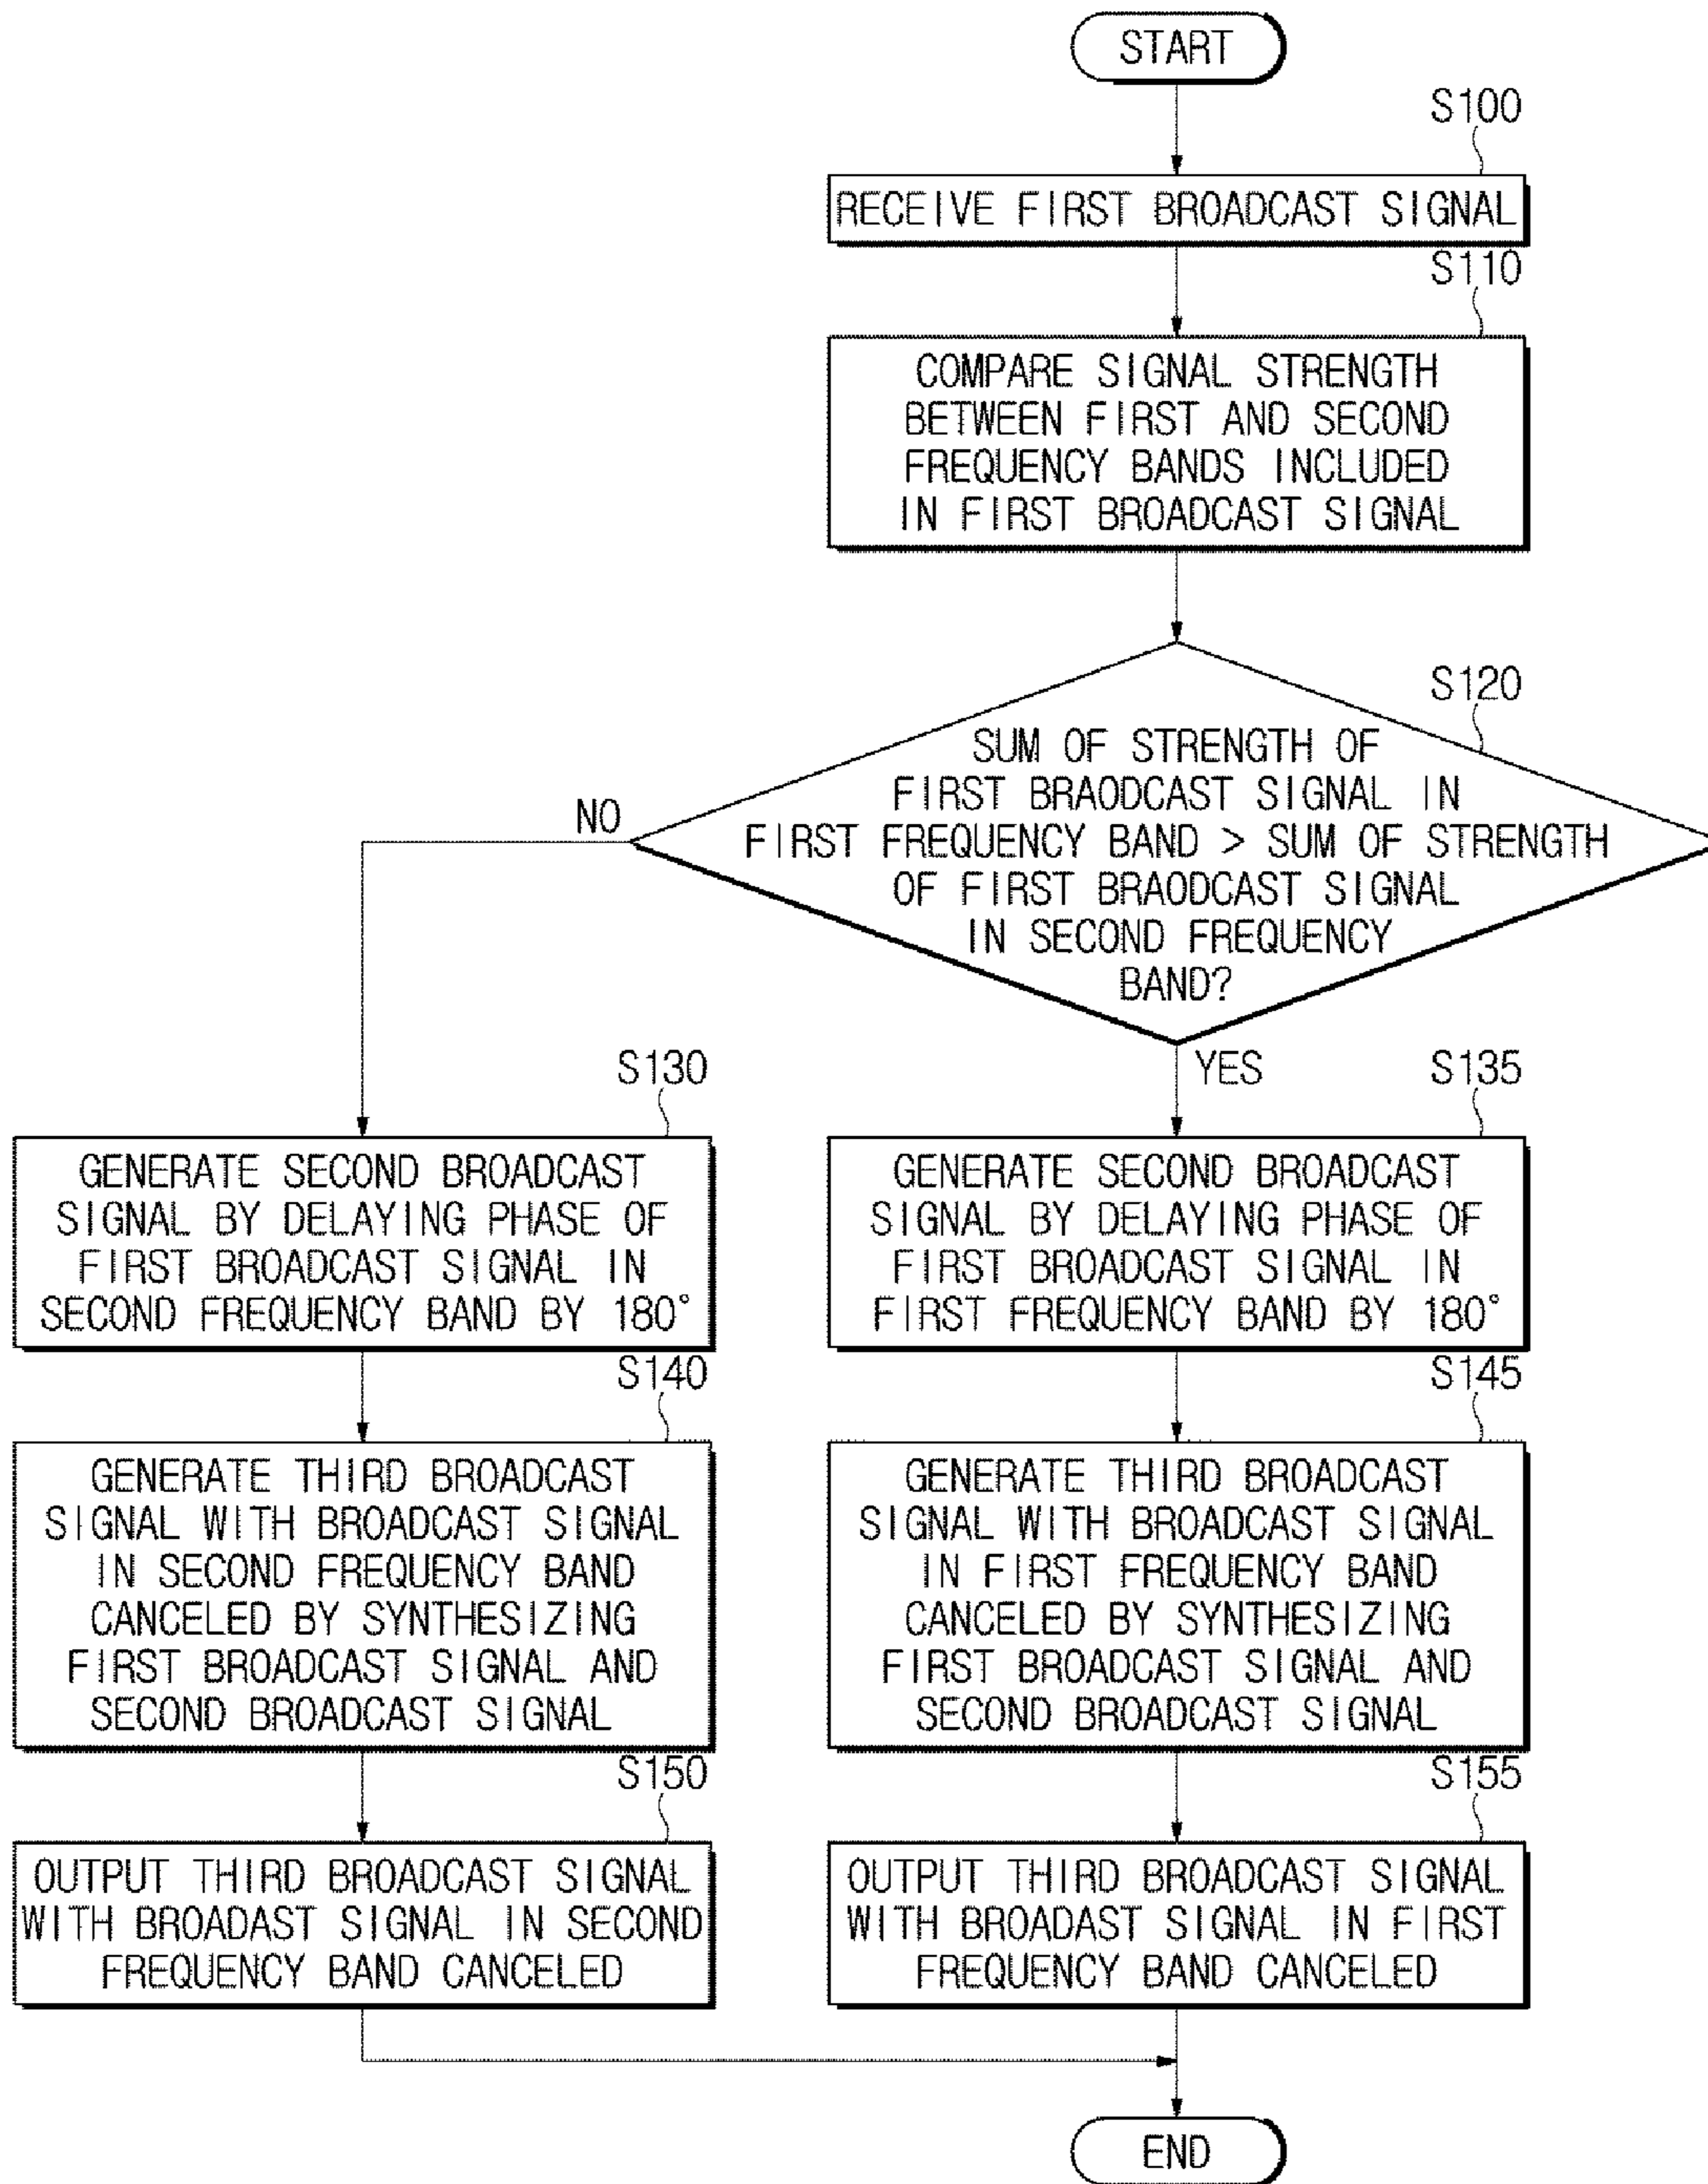 START
S100
RECEIVE FIRST BROADCAST SIGNAL
S110
COMPARE SIGNAL STRENGTH
BETWEEN FIRST AND SECOND
FREQUENCY BANDS INCLUDED
IN FIRST BROADCAST SIGNAL
S120
SUM OF STRENGTH OF
FIRST BRAODCAST SIGNAL IN
FIRST FREQUENCY BAND > SUM OF STRENGTH
OF FIRST BRAODCAST SIGNAL
IN SECOND FREQUENCY
BAND?
NO
YES
S130
GENERATE SECOND BROADCAST
SIGNAL BY DELAYING PHASE OF
FIRST BROADCAST SIGNAL IN
SECOND FREQUENCY BAND BY 180°
S140
GENERATE THIRD BROADCAST
SIGNAL WITH BROADCAST SIGNAL
IN SECOND FREQUENCY BAND
CANCELED BY SYNTHESIZING
FIRST BROADCAST SIGNAL AND
SECOND BROADCAST SIGNAL
S150
OUTPUT THIRD BROADCAST SIGNAL
WITH BROADAST SIGNAL IN SECOND
FREQUENCY BAND CANCELED
S135
GENERATE SECOND BROADCAST
SIGNAL BY DELAYING PHASE OF
FIRST BROADCAST SIGNAL IN
FIRST FREQUENCY BAND BY 180°
S145
GENERATE THIRD BROADCAST
SIGNAL WITH BROADCAST SIGNAL
IN FIRST FREQUENCY BAND
CANCELED BY SYNTHESIZING
FIRST BROADCAST SIGNAL AND
SECOND BROADCAST SIGNAL
S155
OUTPUT THIRD BROADCAST SIGNAL
WITH BROADAST SIGNAL IN FIRST
FREQUENCY BAND CANCELED
END